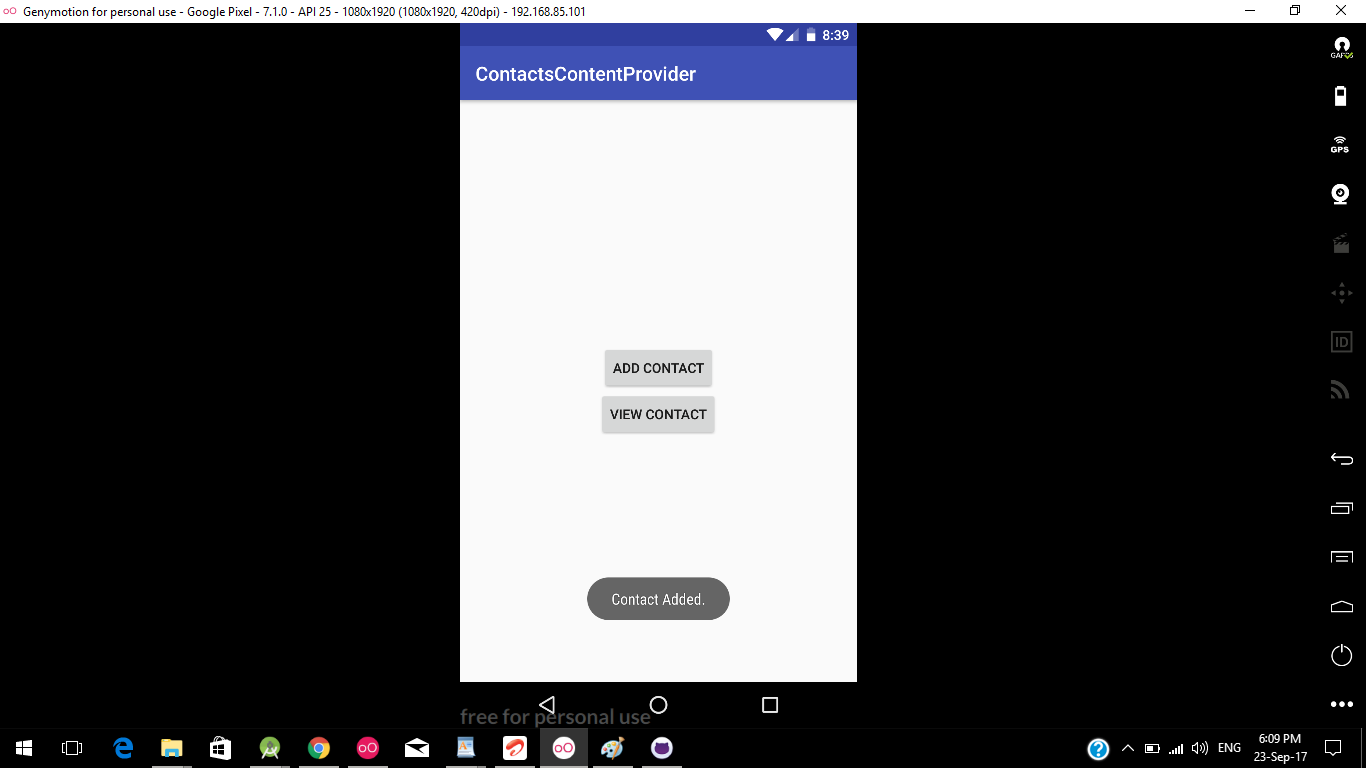 Genymotion for personal use - Google Pixel - 7.1.0 - API 25 - 1080x1920 (1080x1920, 420dpi) - 192.168.85.101
8:39
ContactsContentProvider
GAPPS
GPS
ADD CONTACT
VIEW CONTACT
ID
Contact Added.
free for personal use
ENG
6:09 PM
23-Sep-17